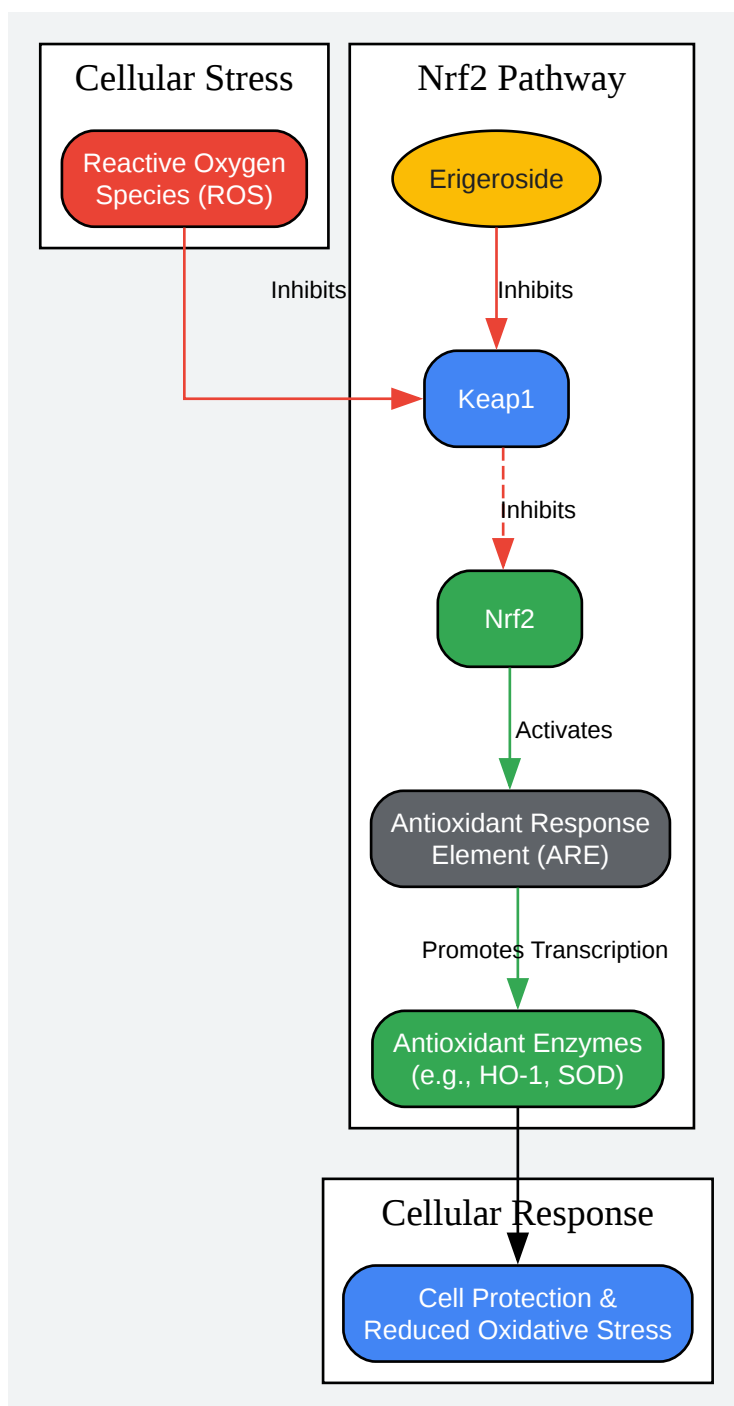 Cellular Stress
Nrf2 Pathway
Reactive Oxygen
Species (ROS)
Erigeroside
Inhibits
Inhibits
Keap1
Inhibits
Nrf2
Activates
Antioxidant Response
Element (ARE)
Promotes Transcription
Antioxidant Enzymes
(e.g., HO-1, SOD)
Cellular Response
Cell Protection &
Reduced Oxidative Stress